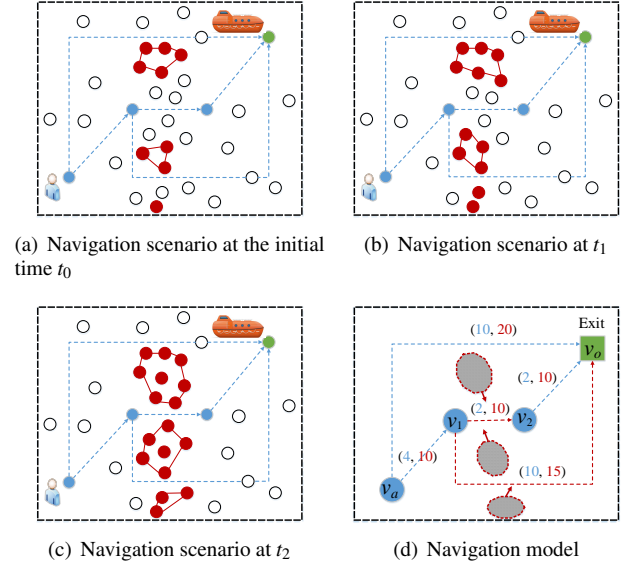 (a) Navigation scenario at the initial
time t₀
(b) Navigation scenario at t₁
(10, 20)
Exit
vₒ
(2, 10)
(2, 10)
v₁
v₂
(4, 10)
(10, 15)
vₐ
(c) Navigation scenario at t₂
(d) Navigation model